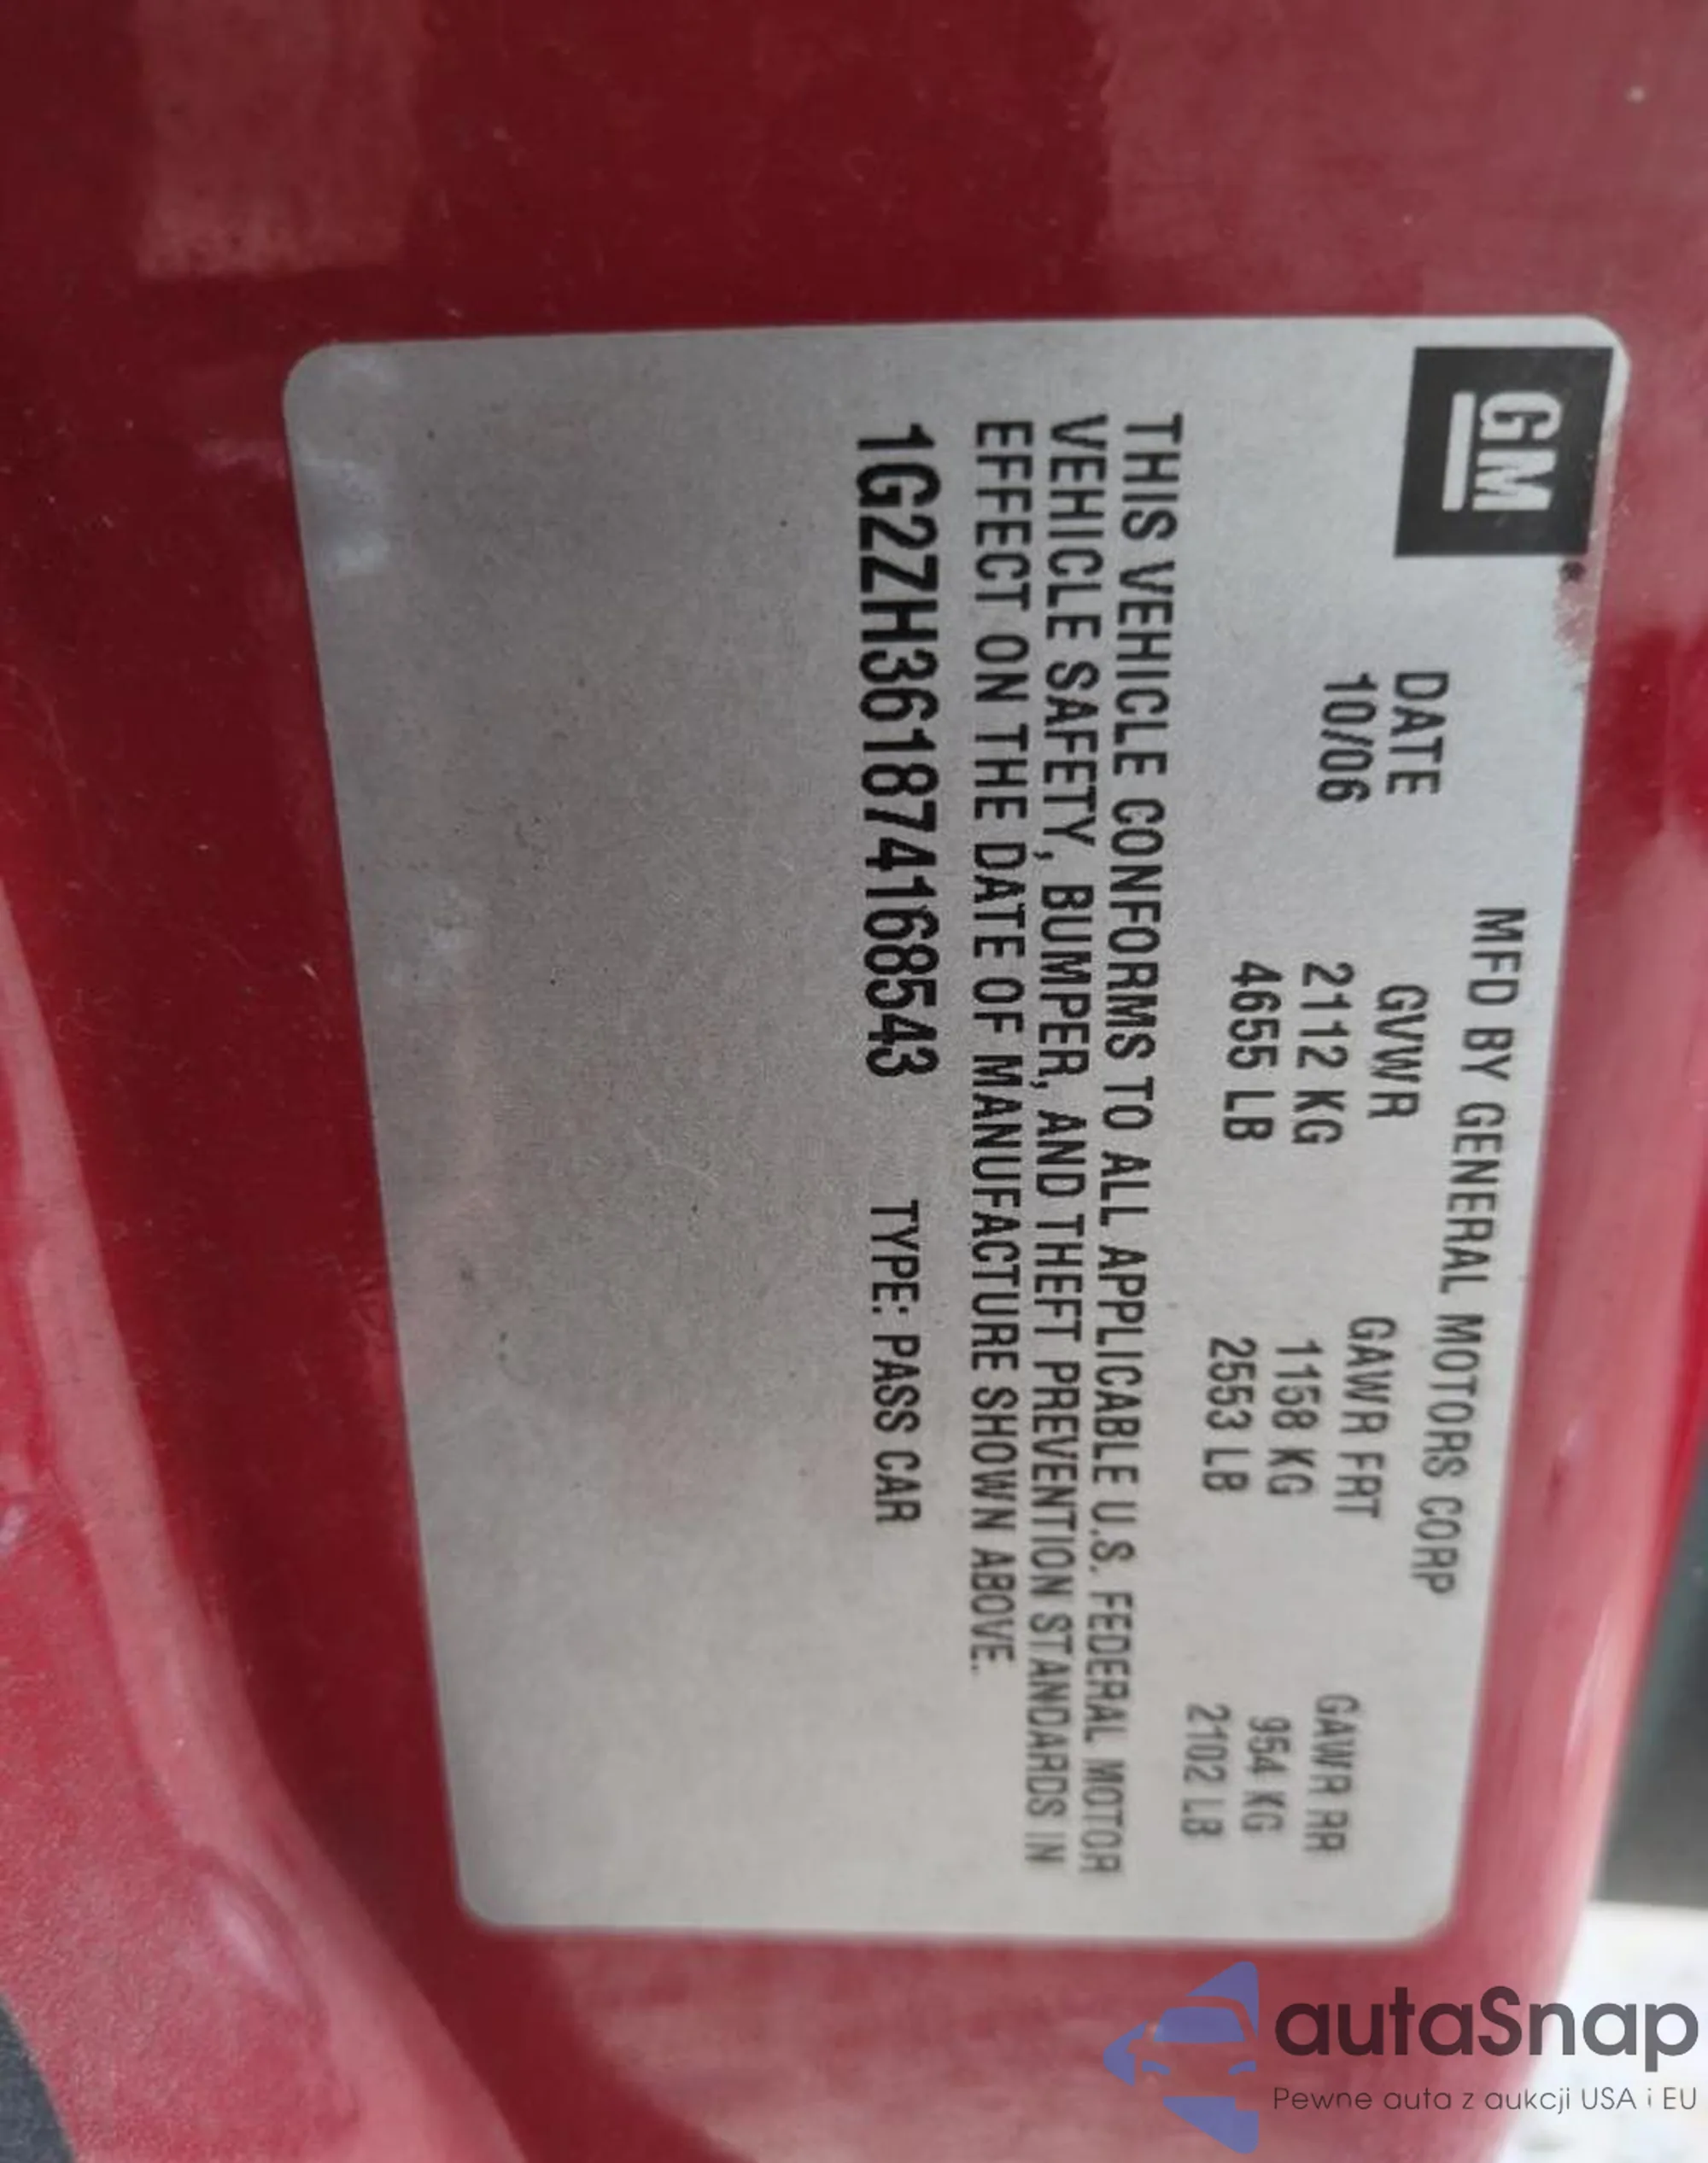 GM
MFD BY GENERAL MOTORS CORP
DATE GVWR GAWR FRT GAWR RR
10/06 2112 KG 1158 KG 954 KG
4655 LB 2553 LB 2102 LB
THIS VEHICLE CONFORMS TO ALL APPLICABLE U.S. FEDERAL MOTOR
VEHICLE SAFETY, BUMPER, AND THEFT PREVENTION STANDARDS IN
EFFECT ON THE DATE OF MANUFACTURE SHOWN ABOVE.
1G2ZH361874168543 TYPE: PASS CAR
autaSnap
Pewne auta z aukcji USA i EU